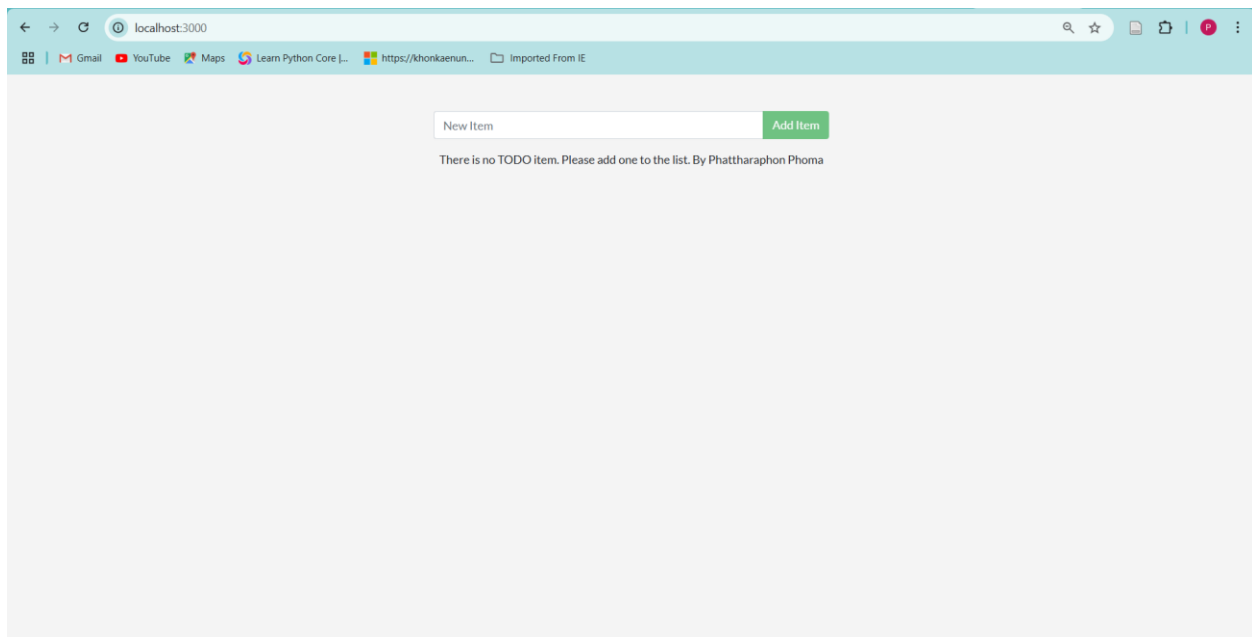 localhost:3000
Gmail YouTube Maps Learn Python Core |... https://khonkaenun... Imported From IE
New Item Add Item
There is no TODO item. Please add one to the list. By Phattharaphon Phoma
P